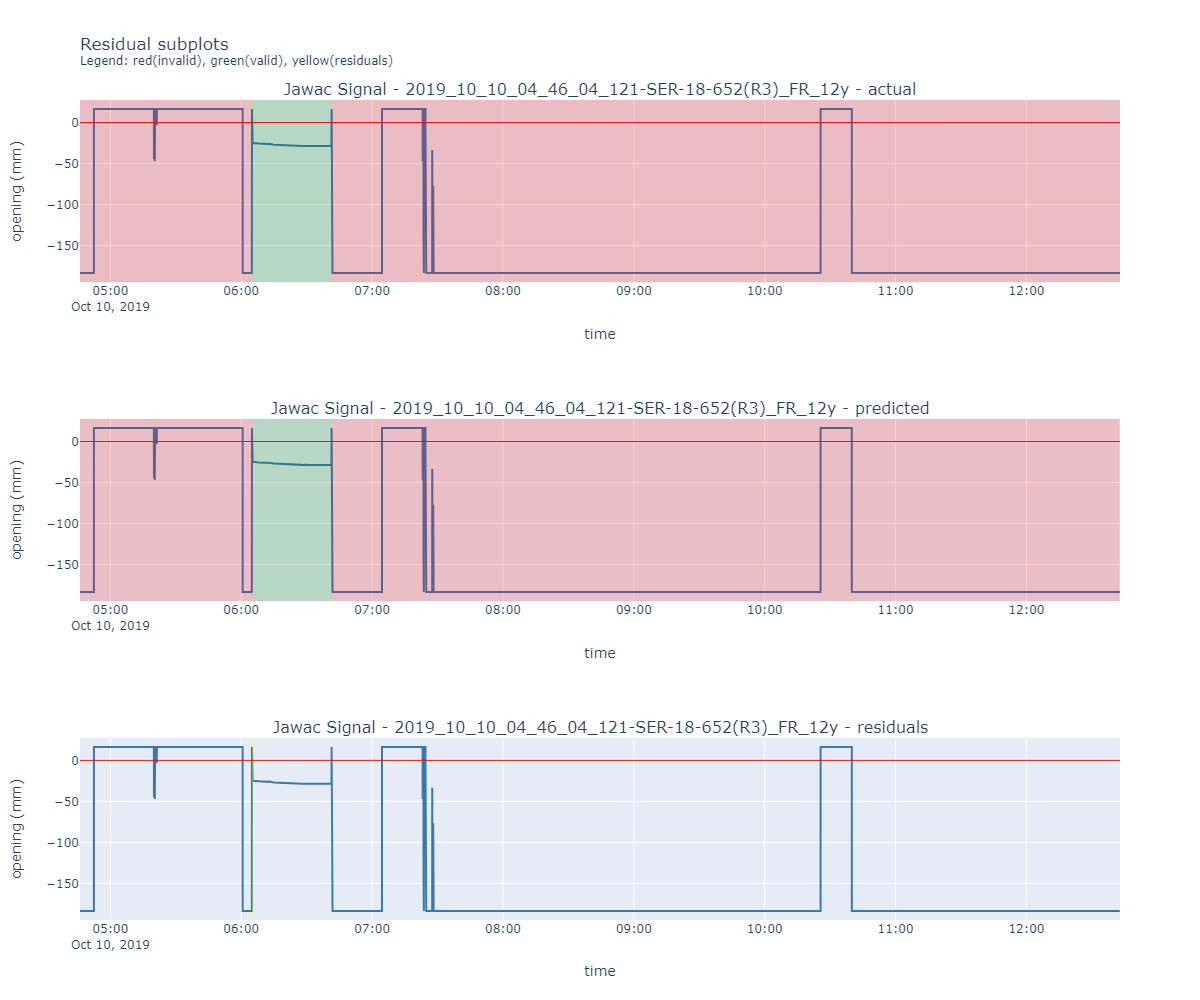 Residual subplots
Legend: red(invalid), green(valid), yellow(residuals)
Jawac Signal - 2019_10_10_04_46_04_121-SER-18-652(R3)_FR_12y - actual
opening (mm)
0
−50
−100
−150
05:00 06:00 07:00 08:00 09:00 10:00 11:00 12:00
Oct 10, 2019
time
Jawac Signal - 2019_10_10_04_46_04_121-SER-18-652(R3)_FR_12y - predicted
opening (mm)
0
−50
−100
−150
05:00 06:00 07:00 08:00 09:00 10:00 11:00 12:00
Oct 10, 2019
time
Jawac Signal - 2019_10_10_04_46_04_121-SER-18-652(R3)_FR_12y - residuals
opening (mm)
0
−50
−100
−150
05:00 06:00 07:00 08:00 09:00 10:00 11:00 12:00
Oct 10, 2019
time